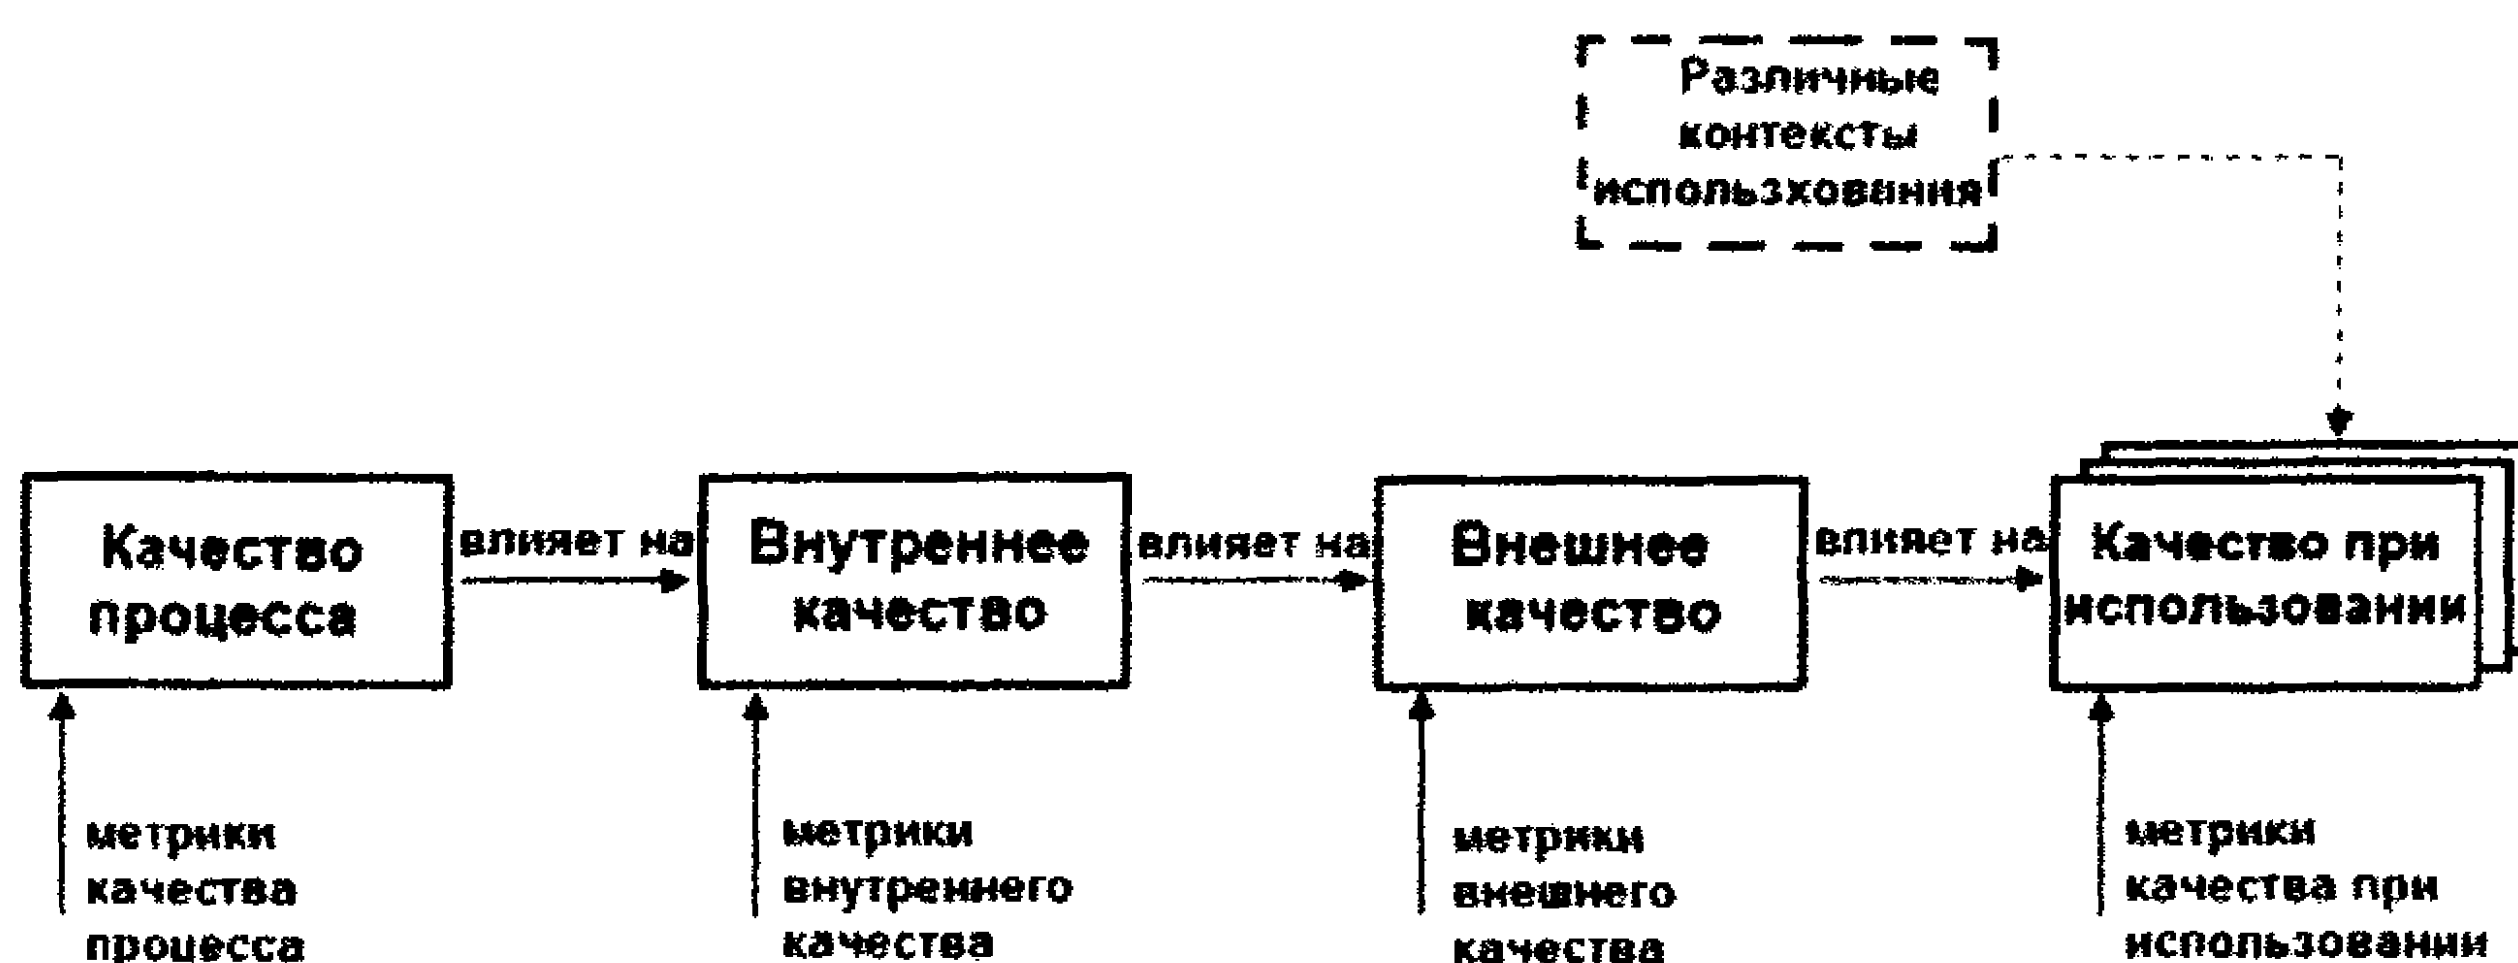 Различные
контексты
использхования
Качество
процесса
влияет на
Внутреннее
качество
влияет на
Внешнее
качество
влияет на
Качество при
использовании
метрики
качества
процесса
метрики
внутреннего
качества
метрики
внешнего
качества
метрики
качества при
использовании